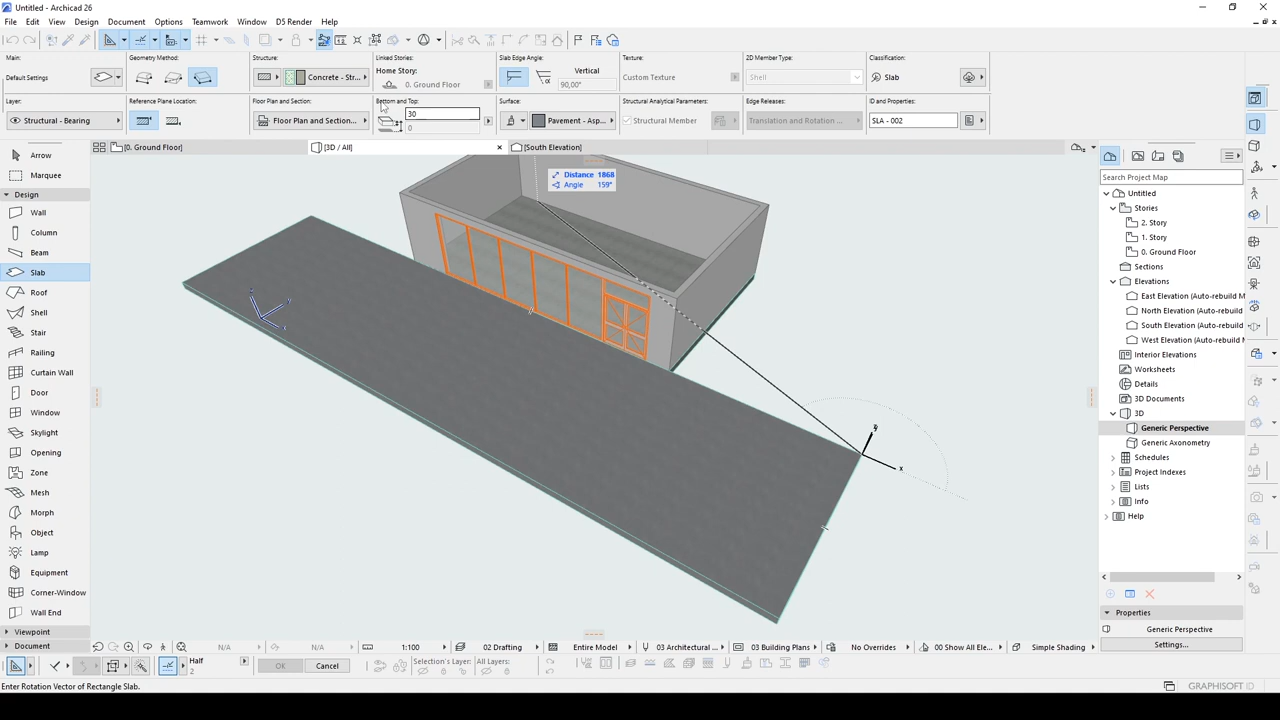 Untitled - Archicad 26
File Edit View Design Document Options Teamwork Window D5 Render Help
Main: Geometry Method: Structure: Linked Stories: Slab Edge Angle: Texture: 2D Member Type: Classification:
Default Settings Concrete - Str... Home Story: 0. Ground Floor Vertical 90,00° Custom Texture Shell Slab
Layer: Reference Plane Location: Floor Plan and Section: Bottom and Top: Surface: Structural Analytical Parameters: Edge Releases: ID and Properties:
Structural - Bearing Floor Plan and Section... 30 0 Pavement - Asp... Structural Member Translation and Rotation ... SLA - 002
[0. Ground Floor] [3D / All] [South Elevation]
Arrow
Marquee
Design
Wall
Column
Beam
Slab
Roof
Shell
Stair
Railing
Curtain Wall
Door
Window
Skylight
Opening
Zone
Mesh
Morph
Object
Lamp
Equipment
Corner-Window
Wall End
Viewpoint
Document
Distance 1868
Angle 159°
x
y
z
x
Search Project Map
Untitled
Stories
2. Story
1. Story
0. Ground Floor
Sections
Elevations
East Elevation (Auto-rebuild M
North Elevation (Auto-rebuild
South Elevation (Auto-rebuild
West Elevation (Auto-rebuild M
Interior Elevations
Worksheets
Details
3D Documents
3D
Generic Perspective
Generic Axonometry
Schedules
Project Indexes
Lists
Info
Help
Properties
Generic Perspective
Settings...
N/A N/A 1:100 02 Drafting Entire Model 03 Architectural ... 03 Building Plans No Overrides 00 Show All Ele... Simple Shading
Half
2
OK Cancel Selection's Layer: All Layers:
Enter Rotation Vector of Rectangle Slab.
GRAPHISOFT